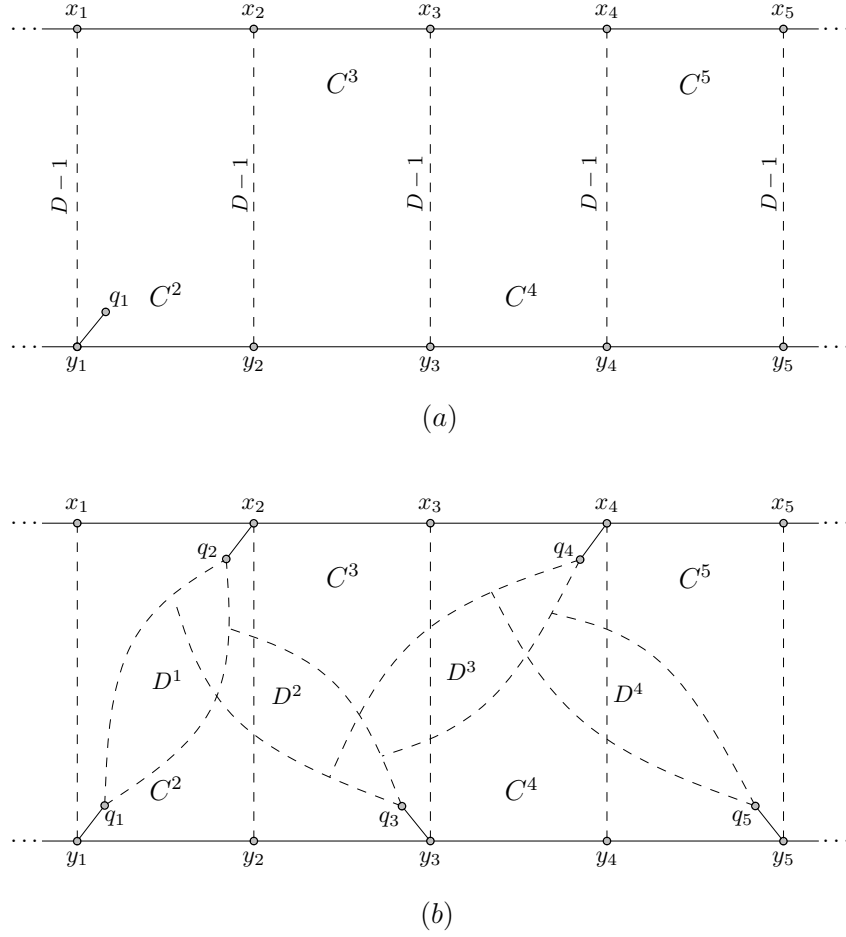 x₁ x₂ x₃ x₄ x₅
··· ···
C³ C⁵
D − 1 D − 1 D − 1 D − 1 D − 1
q₁ C² C⁴
··· ···
y₁ y₂ y₃ y₄ y₅
(a)
x₁ x₂ x₃ x₄ x₅
··· ···
q₂ q₄
C³ C⁵
D¹ D² D³ D⁴
C² C⁴
q₁ q₃ q₅
··· ···
y₁ y₂ y₃ y₄ y₅
(b)